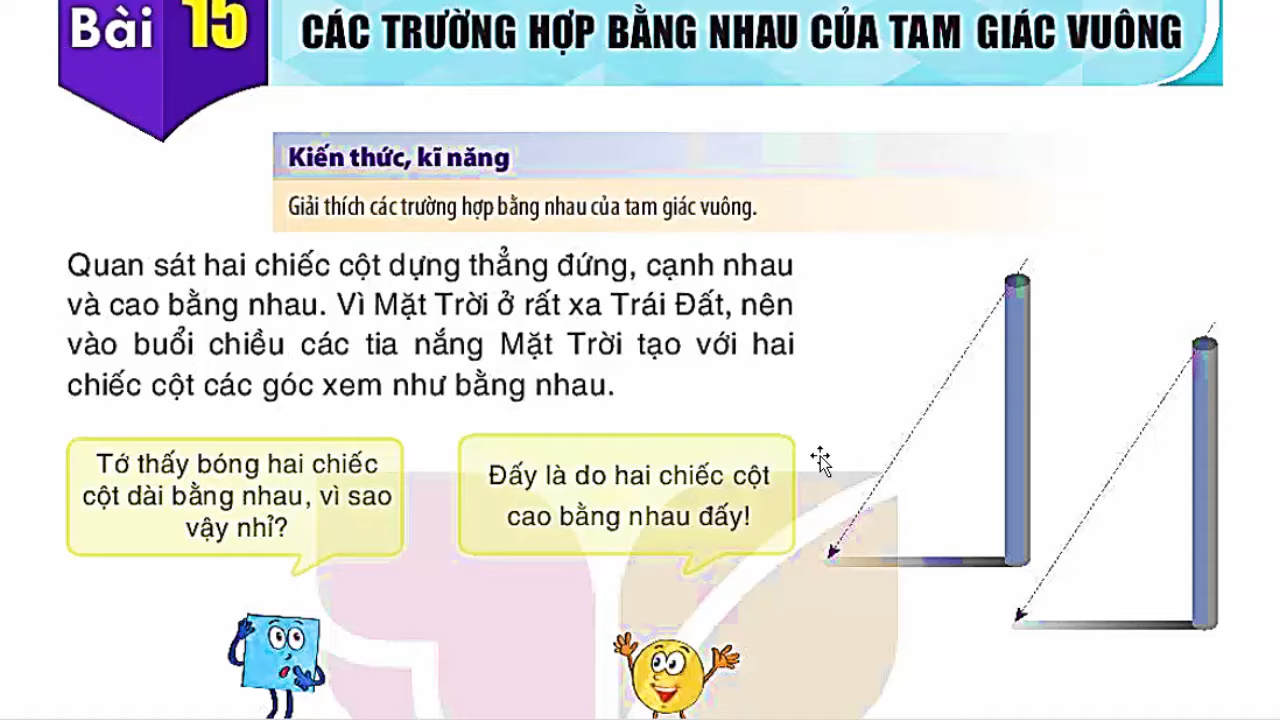 Bài 15
CÁC TRƯỜNG HỢP BẰNG NHAU CỦA TAM GIÁC VUÔNG
Kiến thức, kĩ năng
Giải thích các trường hợp bằng nhau của tam giác vuông.
Quan sát hai chiếc cột dựng thẳng đứng, cạnh nhau
và cao bằng nhau. Vì Mặt Trời ở rất xa Trái Đất, nên
vào buổi chiều các tia nắng Mặt Trời tạo với hai
chiếc cột các góc xem như bằng nhau.
Tớ thấy bóng hai chiếc
cột dài bằng nhau, vì sao
vậy nhỉ?
Đấy là do hai chiếc cột
cao bằng nhau đấy!